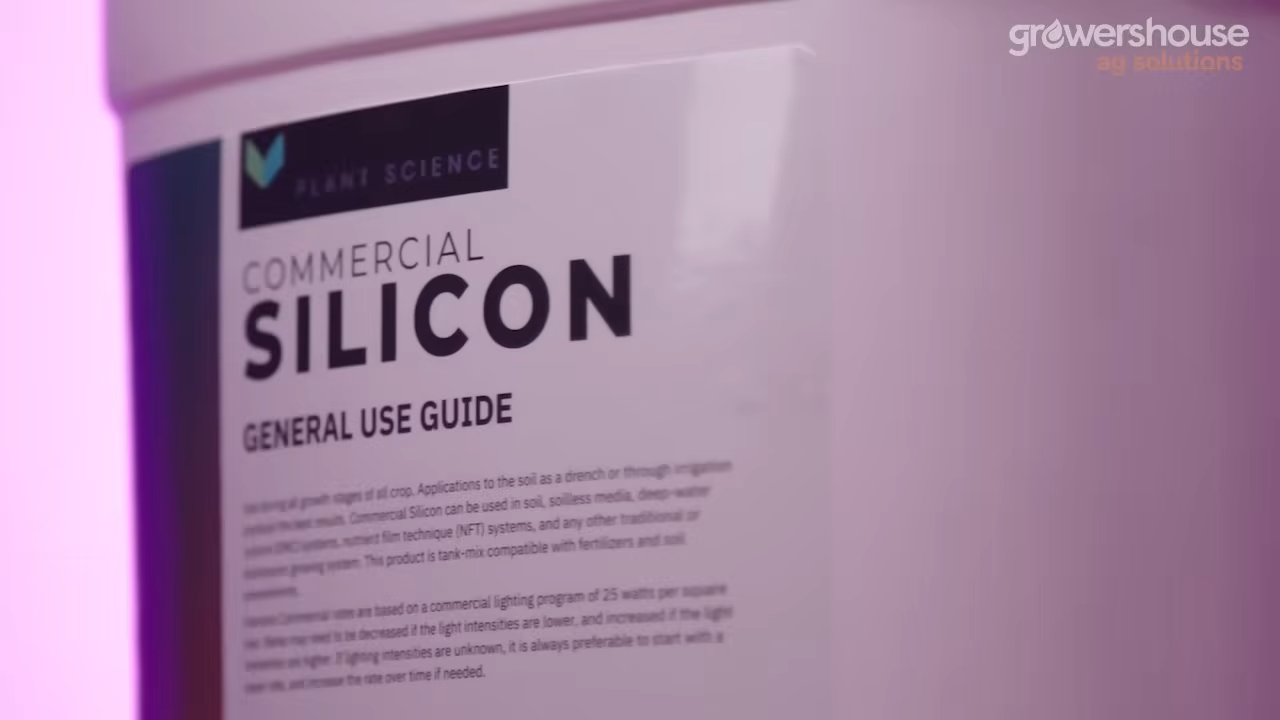 growershouse
ag solutions
PLANT SCIENCE
COMMERCIAL
SILICON
GENERAL USE GUIDE
growth stages of all crop. Applications to the soil as a drench or through irrigation
results. Commercial Silicon can be used in soil, soilless media, deep-water
systems, nutrient film technique (NFT) systems, and any other traditional or
growing system. This product is tank-mix compatible with fertilizers and soil
Commercial rates are based on a commercial lighting program of 25 watts per square
need to be decreased if the light intensities are lower, and increased if the light
are higher. If lighting intensities are unknown, it is always preferable to start with a
rate, and increase the rate over time if needed.